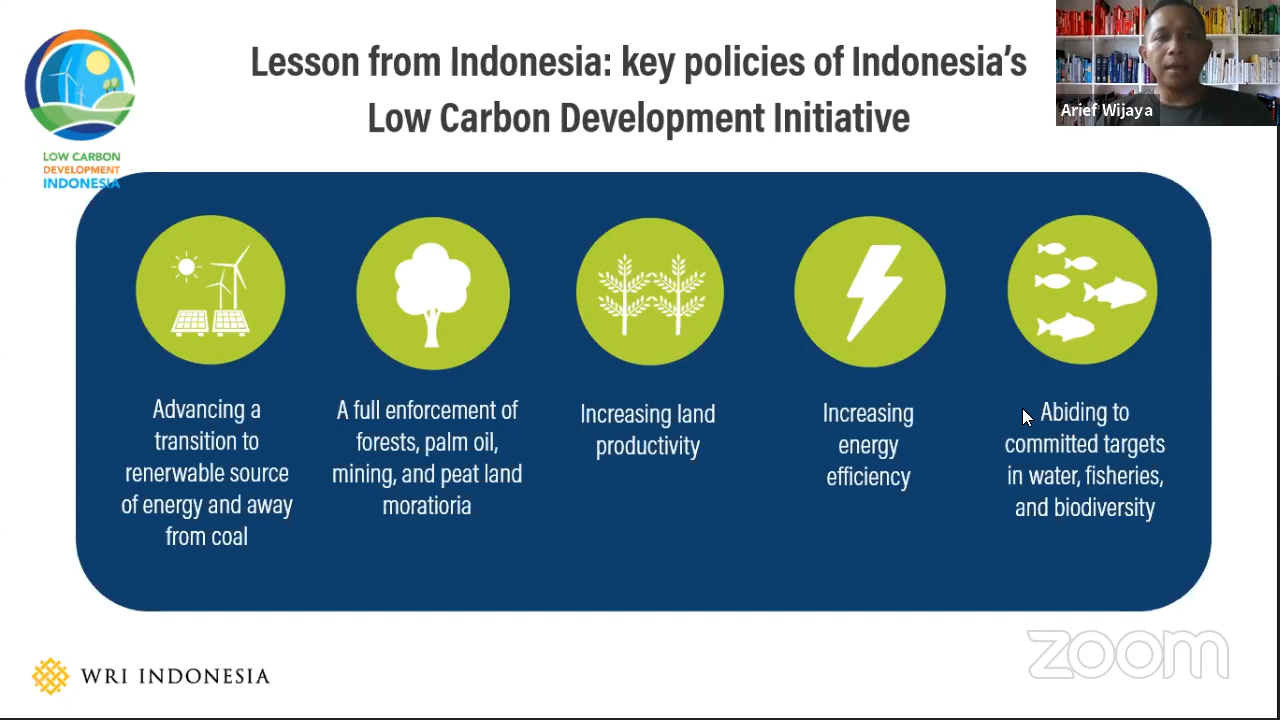 Lesson from Indonesia: key policies of Indonesia's
Low Carbon Development Initiative
Arief Wijaya
LOW CARBON
DEVELOPMENT
INDONESIA
Advancing a
transition to
renerwable source
of energy and away
from coal
A full enforcement of
forests, palm oil,
mining, and peat land
moratioria
Increasing land
productivity
Increasing
energy
efficiency
Abiding to
committed targets
in water, fisheries,
and biodiversity
WRI INDONESIA
zoom